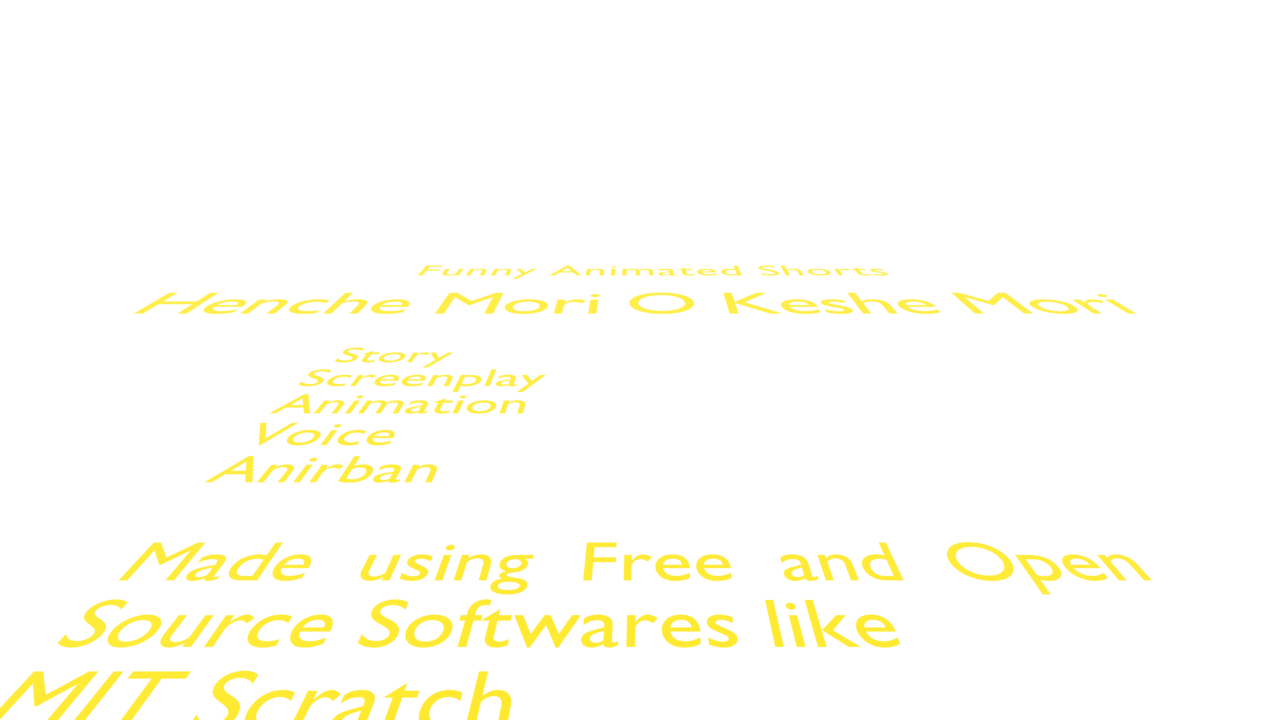 Funny Animated Shorts
Henche Mori O Keshe Mori
Story
Screenplay
Animation
Voice
Anirban
Made using Free and Open
Source Softwares like
MIT Scratch